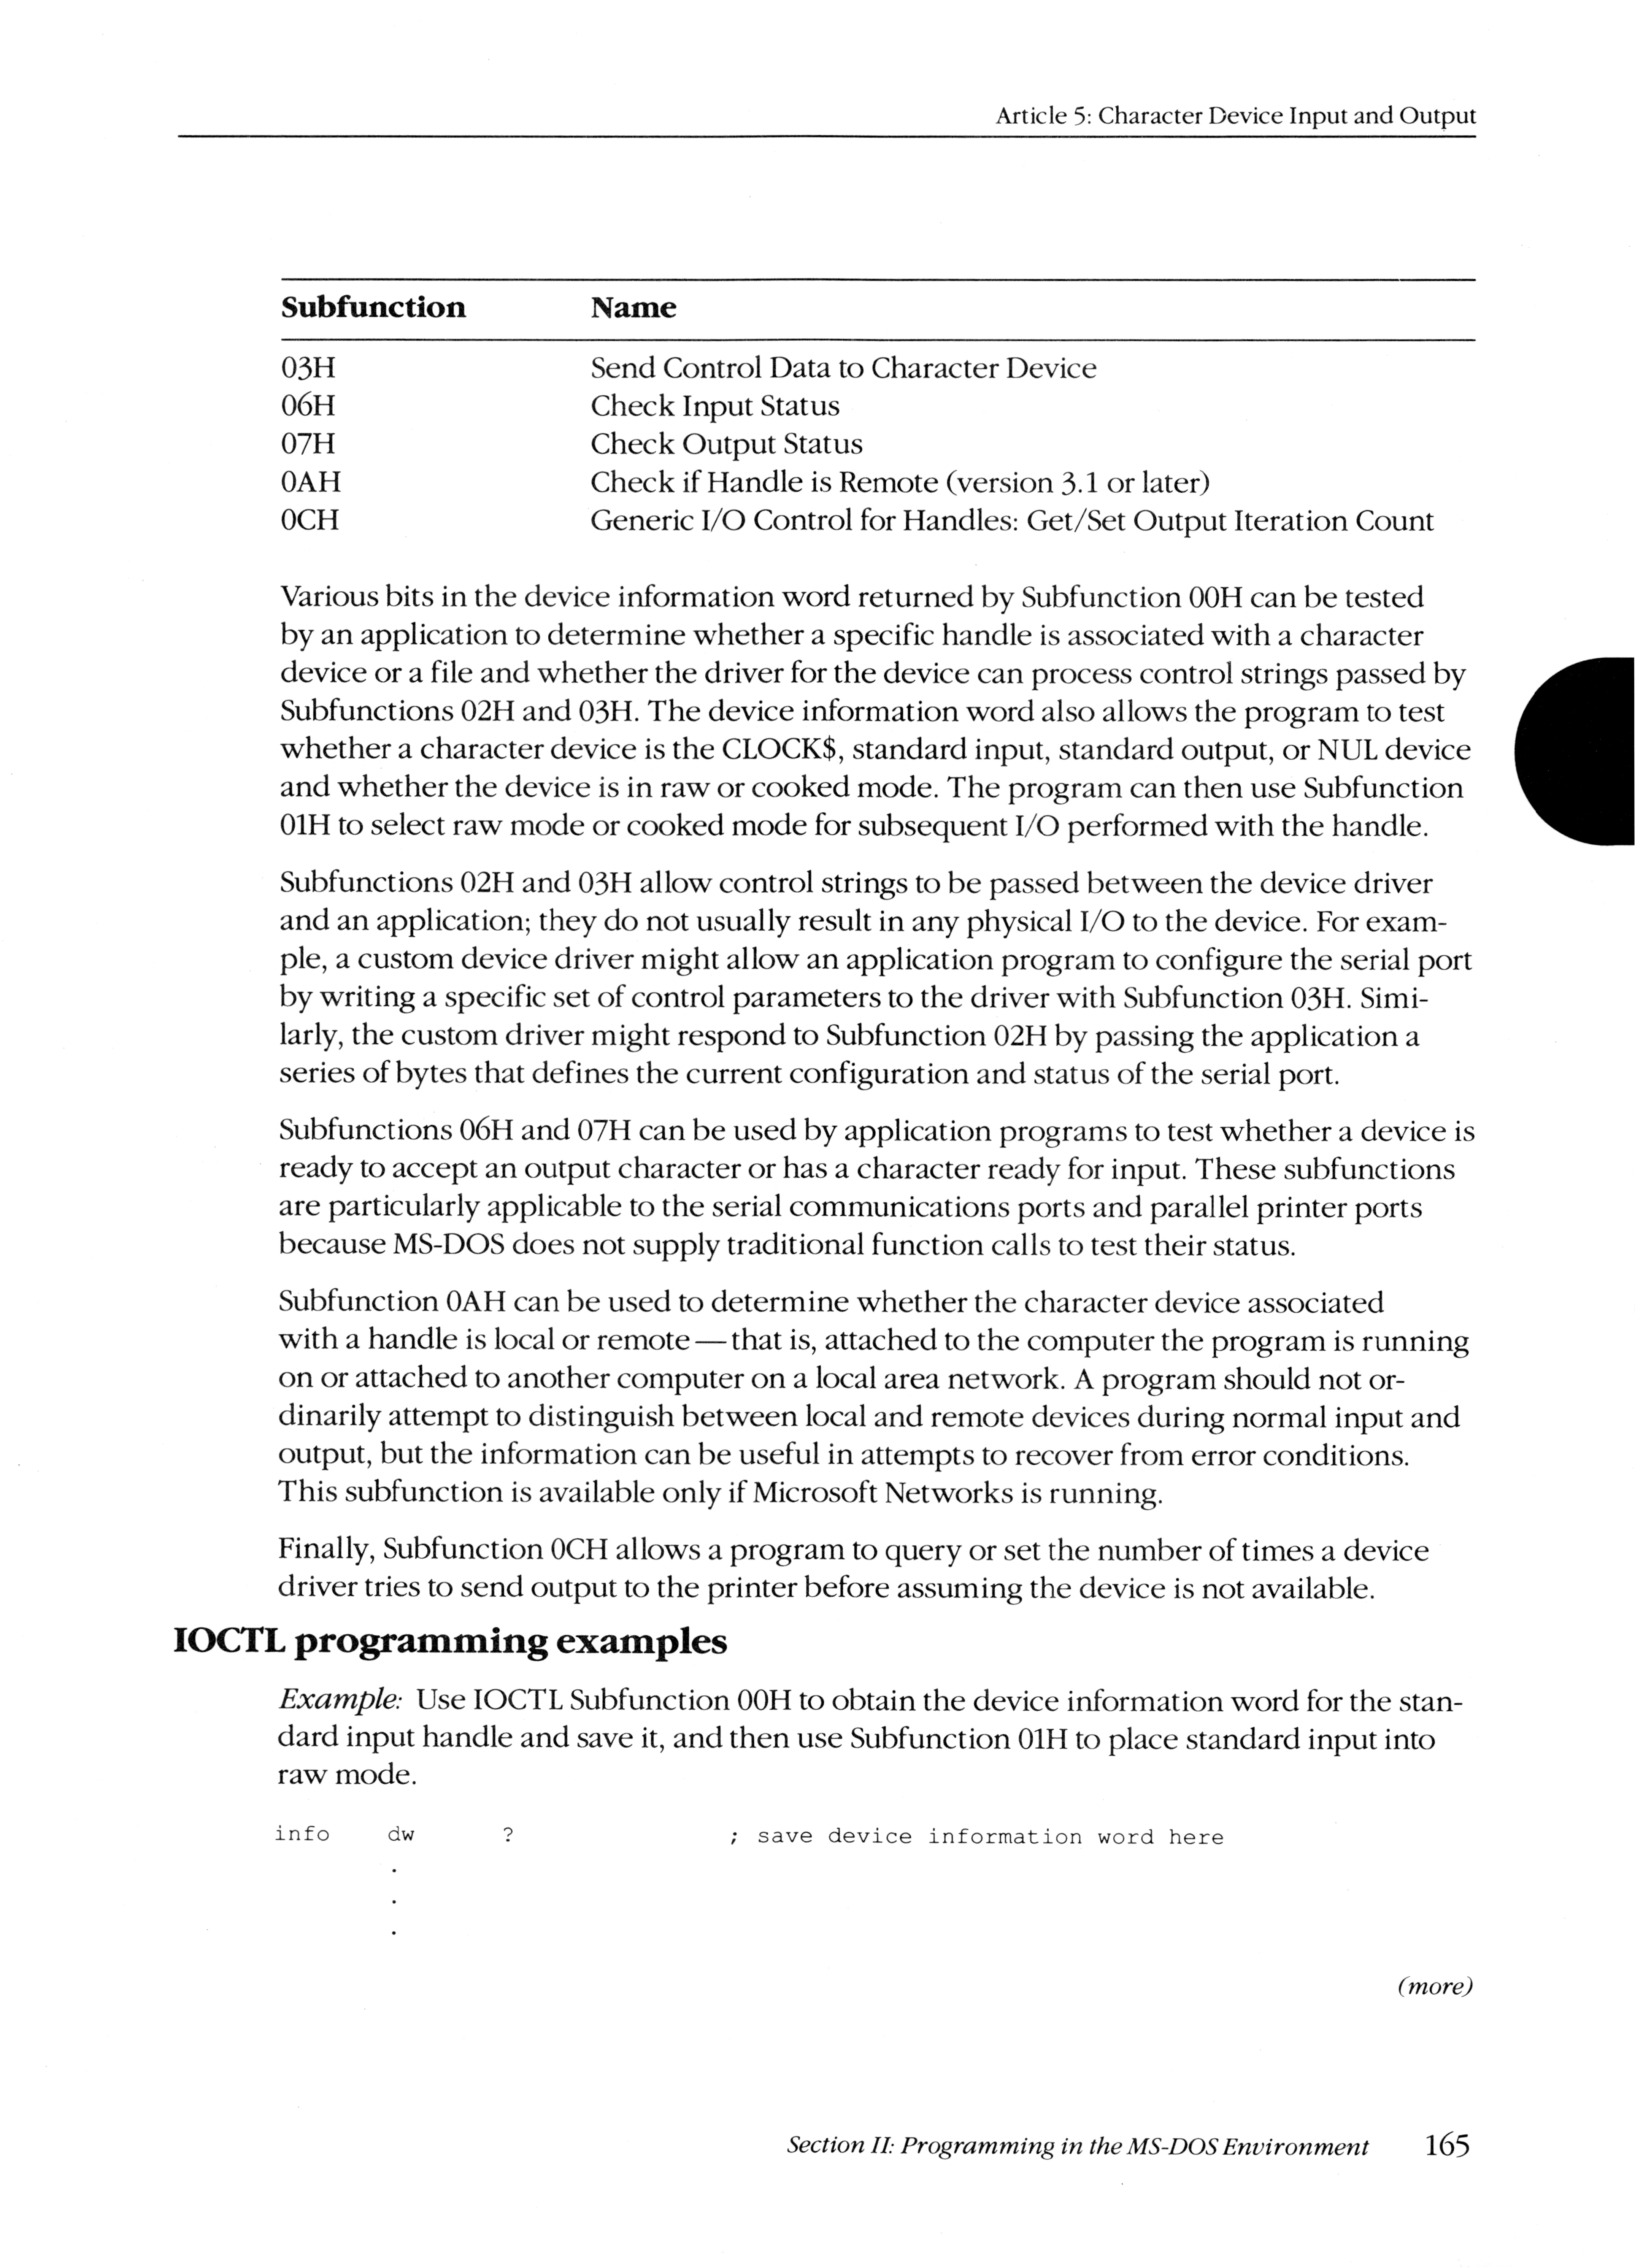 Article 5: Character Device Input and Output
Subfunction Name
03H Send Control Data to Character Device
06H Check Input Status
07H Check Output Status
0AH Check if Handle is Remote (version 3.1 or later)
0CH Generic I/O Control for Handles: Get/Set Output Iteration Count
Various bits in the device information word returned by Subfunction 00H can be tested
by an application to determine whether a specific handle is associated with a character
device or a file and whether the driver for the device can process control strings passed by
Subfunctions 02H and 03H. The device information word also allows the program to test
whether a character device is the CLOCK$, standard input, standard output, or NUL device
and whether the device is in raw or cooked mode. The program can then use Subfunction
01H to select raw mode or cooked mode for subsequent I/O performed with the handle.
Subfunctions 02H and 03H allow control strings to be passed between the device driver
and an application; they do not usually result in any physical I/O to the device. For exam-
ple, a custom device driver might allow an application program to configure the serial port
by writing a specific set of control parameters to the driver with Subfunction 03H. Simi-
larly, the custom driver might respond to Subfunction 02H by passing the application a
series of bytes that defines the current configuration and status of the serial port.
Subfunctions 06H and 07H can be used by application programs to test whether a device is
ready to accept an output character or has a character ready for input. These subfunctions
are particularly applicable to the serial communications ports and parallel printer ports
because MS-DOS does not supply traditional function calls to test their status.
Subfunction 0AH can be used to determine whether the character device associated
with a handle is local or remote — that is, attached to the computer the program is running
on or attached to another computer on a local area network. A program should not or-
dinarily attempt to distinguish between local and remote devices during normal input and
output, but the information can be useful in attempts to recover from error conditions.
This subfunction is available only if Microsoft Networks is running.
Finally, Subfunction 0CH allows a program to query or set the number of times a device
driver tries to send output to the printer before assuming the device is not available.
IOCTL programming examples
Example: Use IOCTL Subfunction 00H to obtain the device information word for the stan-
dard input handle and save it, and then use Subfunction 01H to place standard input into
raw mode.
info dw ? ; save device information word here
.
.
.
(more)
Section II: Programming in the MS-DOS Environment 165